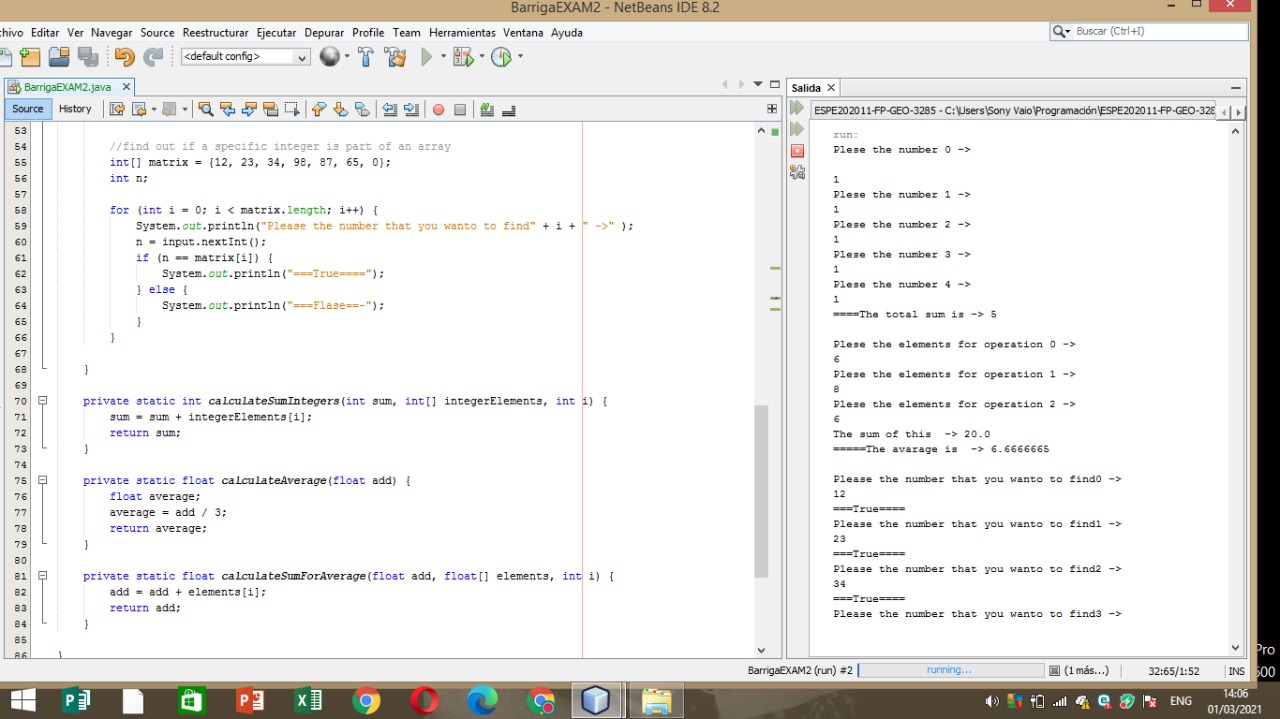 BarrigaEXAM2 - NetBeans IDE 8.2
hivo Editar Ver Navegar Source Reestructurar Ejecutar Depurar Profile Team Herramientas Ventana Ayuda
Buscar (Ctrl+I)
<default config>
BarrigaEXAM2.java
Source History
53
54 //find out if a specific integer is part of an array
55 int[] matrix = {12, 23, 34, 98, 87, 65, 0};
56 int n;
57
58 for (int i = 0; i < matrix.length; i++) {
59 System.out.println("Please the number that you wanto to find" + i + " ->" );
60 n = input.nextInt();
61 if (n == matrix[i]) {
62 System.out.println("===True====");
63 } else {
64 System.out.println("===Flase==-");
65 }
66 }
67
68 }
69
70 private static int calculateSumIntegers(int sum, int[] integerElements, int i) {
71 sum = sum + integerElements[i];
72 return sum;
73 }
74
75 private static float calculateAverage(float add) {
76 float average;
77 average = add / 3;
78 return average;
79 }
80
81 private static float calculateSumForAverage(float add, float[] elements, int i) {
82 add = add + elements[i];
83 return add;
84 }
85
86 }
Salida
ESPE202011-FP-GEO-3285 - C:\Users\Sony Vaio\Programación\ESPE202011-FP-GEO-328
run:
Plese the number 0 ->
1
Plese the number 1 ->
1
Plese the number 2 ->
1
Plese the number 3 ->
1
Plese the number 4 ->
1
====The total sum is -> 5
Plese the elements for operation 0 ->
6
Plese the elements for operation 1 ->
8
Plese the elements for operation 2 ->
6
The sum of this -> 20.0
=====The avarage is -> 6.6666665
Please the number that you wanto to find0 ->
12
===True====
Please the number that you wanto to find1 ->
23
===True====
Please the number that you wanto to find2 ->
34
===True====
Please the number that you wanto to find3 ->
BarrigaEXAM2 (run) #2 running... (1 más...) 32:65/1:52 INS
Pro
600
ENG
14:06
01/03/2021